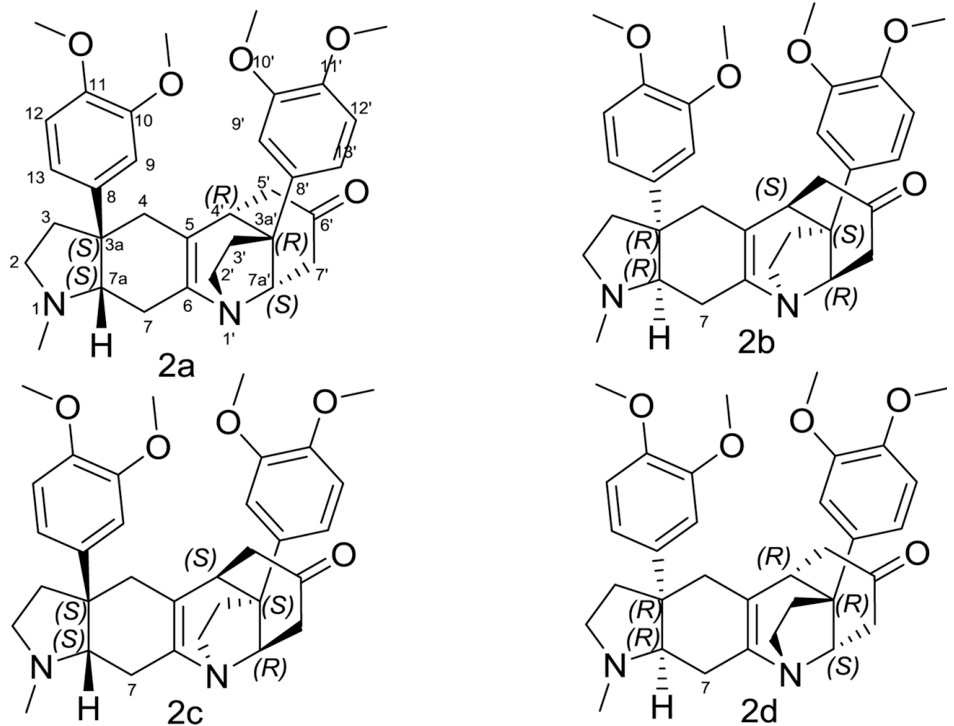 O O
O O
10' 11'
11
12 10
12'
9' 13'
13 9
8 8'
3 4 (R) 5' O
4' 3a' 6'
5
(S) 3a (R)
3' 7'
2 (S) 7a 2' 7a'
N 6 (S)
1 7 N
H 1'
2a
O O
O O
(S) O
(R) (S)
(R)
N N (R)
H 7
2b
O O
O O
(S) O
(S) (S)
(S)
N N (R)
H 7
2c
O O
O O
(R) O
(R) (R)
(R)
N N (S)
H 7
2d